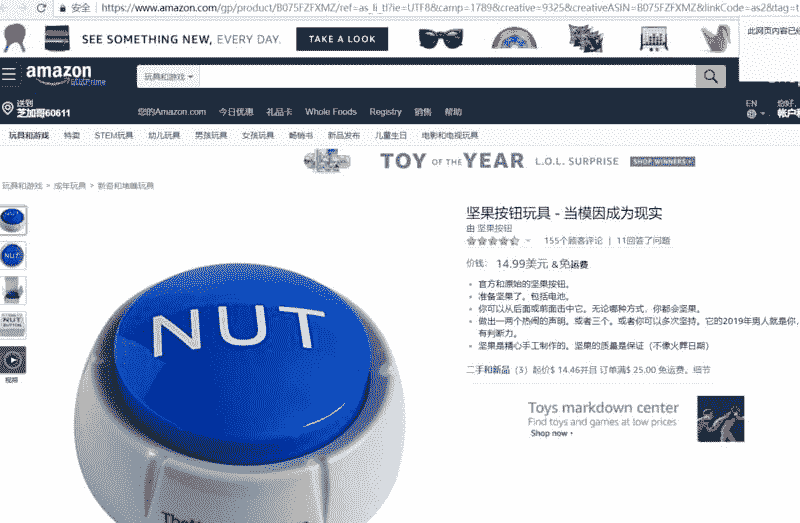 安全 https://www.amazon.com/gp/product/B075FZFXMZ/ref=as_li_tl?ie=UTF8&camp=1789&creative=9325&creativeASIN=B075FZFXMZ&linkCode=as2&tag=t
此网页内容已
SEE SOMETHING NEW, EVERY DAY. TAKE A LOOK
amazon Prime
玩具和游戏
送到
芝加哥60611
您的Amazon.com 今日优惠 礼品卡 Whole Foods Registry 销售 帮助
EN
您好,
帐户
玩具和游戏 特卖 STEM玩具 幼儿玩具 男孩玩具 女孩玩具 畅销书 新品发布 儿童生日 电影和电视玩具
TOY OF THE YEAR L.O.L. SURPRISE SHOP WINNERS
玩具和游戏 > 成年玩具 > 新奇和
坚果按钮玩具 - 当模因成为现实
由 坚果按钮
155个顾客评论 | 11回答了问题
价钱: 14.99美元 &免运费
官方和原始的坚果按钮。
准备坚果了。包括电池。
你可以从后面或前面击中它。无论哪种方式,你都会坚果。
做出一两个热闹的声明。或者三个。或者你可以多次坚持。它的2019年男人就是你,
有判断力。
坚果是精心手工制作的。坚果的质量是保证(不像火葬日期)
二手和新品(3)起价$ 14.46并且 订单满$ 25.00 免运费。细节
Toys markdown center
Find toys and games at low prices
Shop now
视频
NUT
NUT
NUT
BUTTON